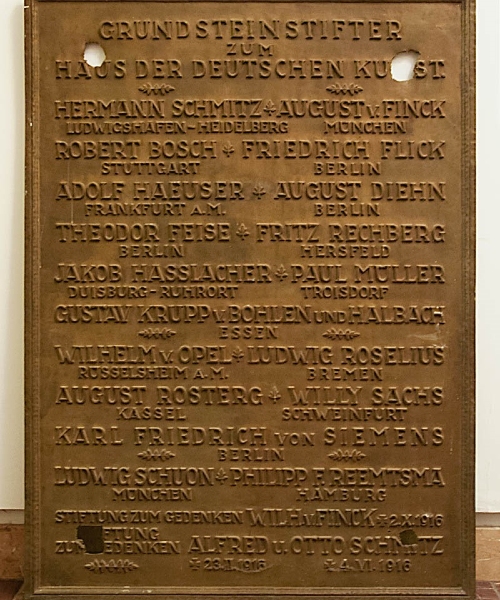 GRUNDSTEINSTIFTER
ZUM
HAUS DER DEUTSCHEN KUNST.
HERMANN SCHMITZ AUGUST v. FINCK
LUDWIGSHAFEN-HEIDELBERG MÜNCHEN
ROBERT BOSCH FRIEDRICH FLICK
STUTTGART BERLIN
ADOLF HAEUSER AUGUST DIEHN
FRANKFURT A.M. BERLIN
THEODOR FEISE FRITZ RECHBERG
BERLIN HERSFELD
JAKOB HASSLACHER PAUL MÜLLER
DUISBURG-RUHRORT TROISDORF
GUSTAV KRUPP v. BOHLEN UND HALBACH
ESSEN
WILHELM v. OPEL LUDWIG ROSELIUS
RÜSSELSHEIM A.M. BREMEN
AUGUST ROSTERG WILLY SACHS
KASSEL SCHWEINFURT
KARL FRIEDRICH VON SIEMENS
BERLIN
LUDWIG SCHUON PHILIPP F. REEMTSMA
MÜNCHEN HAMBURG
STIFTUNG ZUM GEDENKEN WILH. v. FINCK 2.X.1916
STIFTUNG
ZUM GEDENKEN ALFRED u. OTTO SCHMITZ
23.II.1916 4.VI.1916